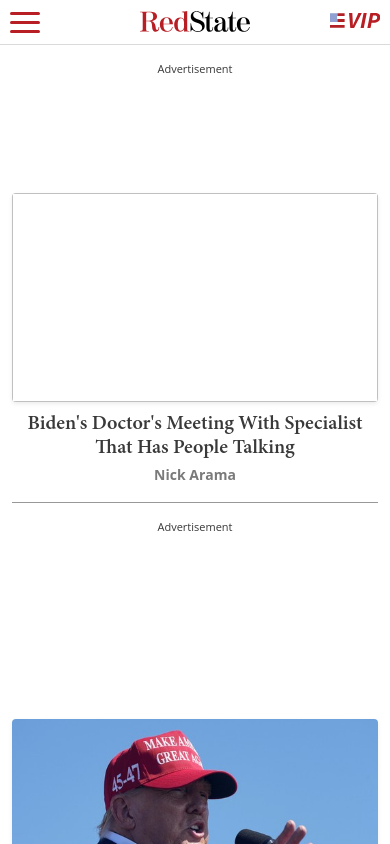 RedState
VIP
Advertisement
Biden's Doctor's Meeting With Specialist
That Has People Talking
Nick Arama
Advertisement
MAKE AM
GREAT AG
45-47